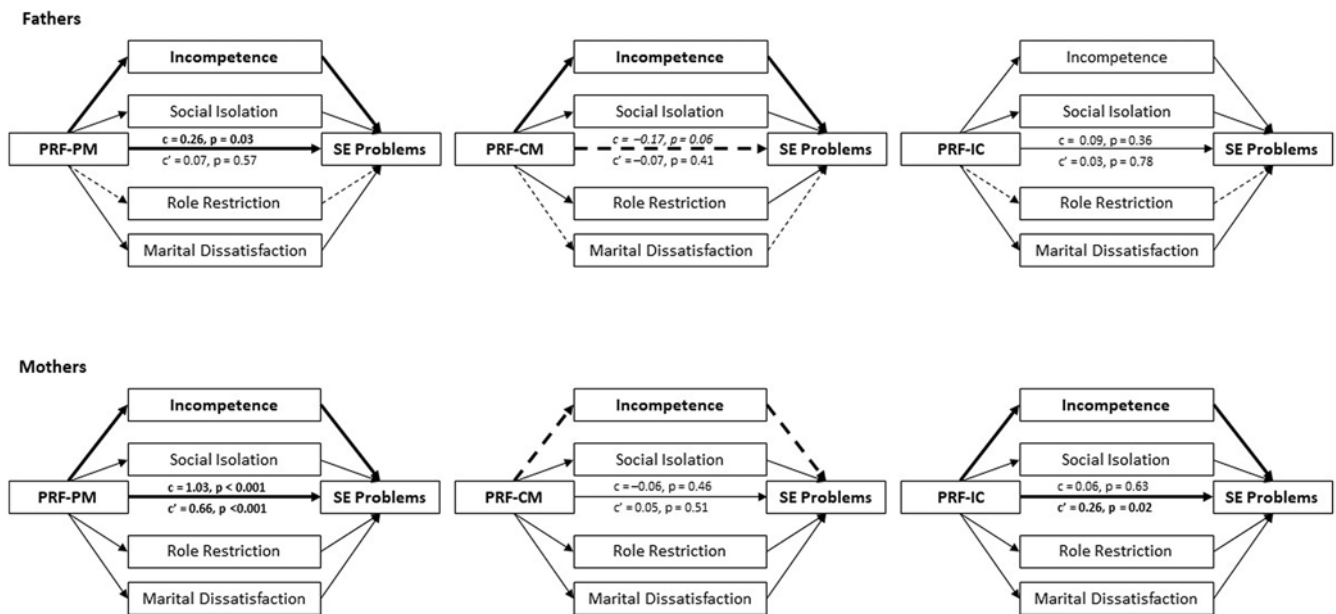 Fathers
Incompetence
Social Isolation
c = 0.26, p = 0.03
PRF-PM
SE Problems
c' = 0.07, p = 0.57
Role Restriction
Marital Dissatisfaction
Incompetence
Social Isolation
c = –0.17, p = 0.06
PRF-CM
SE Problems
c' = –0.07, p = 0.41
Role Restriction
Marital Dissatisfaction
Incompetence
Social Isolation
c = 0.09, p = 0.36
PRF-IC
SE Problems
c' = 0.03, p = 0.78
Role Restriction
Marital Dissatisfaction
Mothers
Incompetence
Social Isolation
c = 1.03, p < 0.001
PRF-PM
SE Problems
c' = 0.66, p <0.001
Role Restriction
Marital Dissatisfaction
Incompetence
Social Isolation
c = –0.06, p = 0.46
PRF-CM
SE Problems
c' = 0.05, p = 0.51
Role Restriction
Marital Dissatisfaction
Incompetence
Social Isolation
c = 0.06, p = 0.63
PRF-IC
SE Problems
c' = 0.26, p = 0.02
Role Restriction
Marital Dissatisfaction